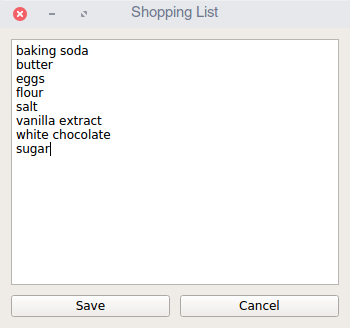 Shopping List
baking soda
butter
eggs
flour
salt
vanilla extract
white chocolate
sugar
Save
Cancel